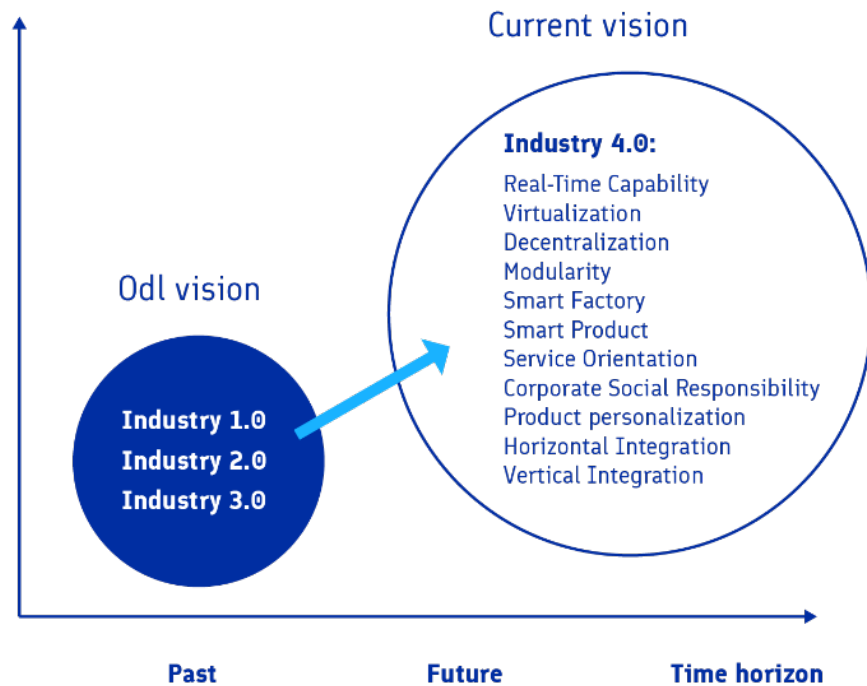 Current vision
Industry 4.0:
Real-Time Capability
Virtualization
Decentralization
Modularity
Smart Factory
Smart Product
Service Orientation
Corporate Social Responsibility
Product personalization
Horizontal Integration
Vertical Integration
Odl vision
Industry 1.0
Industry 2.0
Industry 3.0
Past Future Time horizon